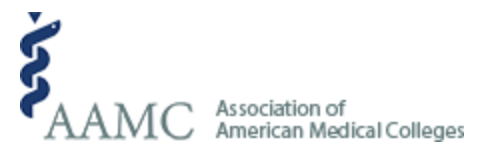 AAMC
Association of
American Medical Colleges